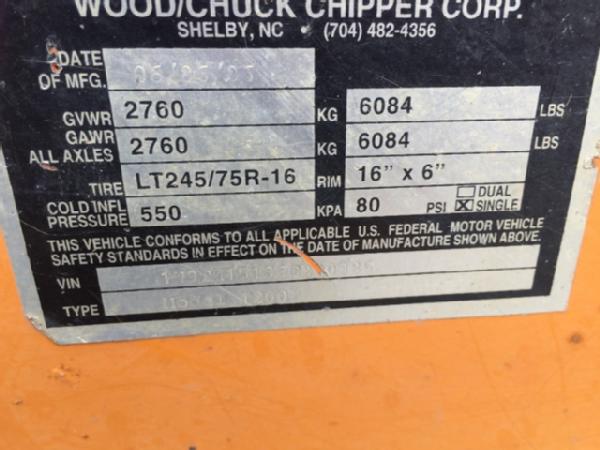 WOOD/CHUCK CHIPPER CORP.
SHELBY, NC • (704) 482-4356
DATE OF MFG.
GVWR 2760 KG 6084 LBS
GAWR ALL AXLES 2760 KG 6084 LBS
TIRE LT245/75R-16 RIM 16" x 6"
COLD INFL PRESSURE 550 KPA 80 PSI DUAL SINGLE
THIS VEHICLE CONFORMS TO ALL APPLICABLE U.S. FEDERAL MOTOR VEHICLE
SAFETY STANDARDS IN EFFECT ON THE DATE OF MANUFACTURE SHOWN ABOVE.
VIN
TYPE